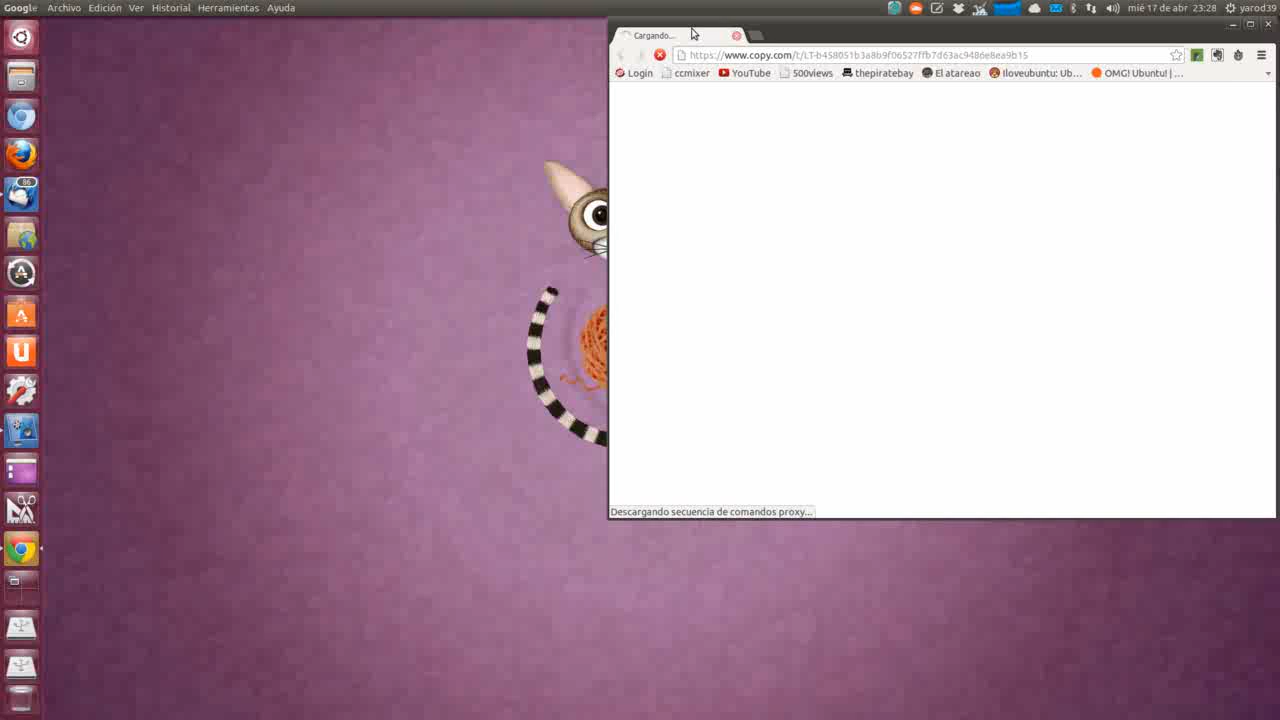 Google Archivo Edición Ver Historial Herramientas Ayuda
mié 17 de abr 23:28 yarod39
Cargando...
https://www.copy.com/t/LT-b458051b3a8b9f06527ffb7d63ac9486e8ea9b15
Login ccmixer YouTube 500views thepiratebay El atareao Iloveubuntu: Ub... OMG! Ubuntu! | ...
86
Descargando secuencia de comandos proxy...